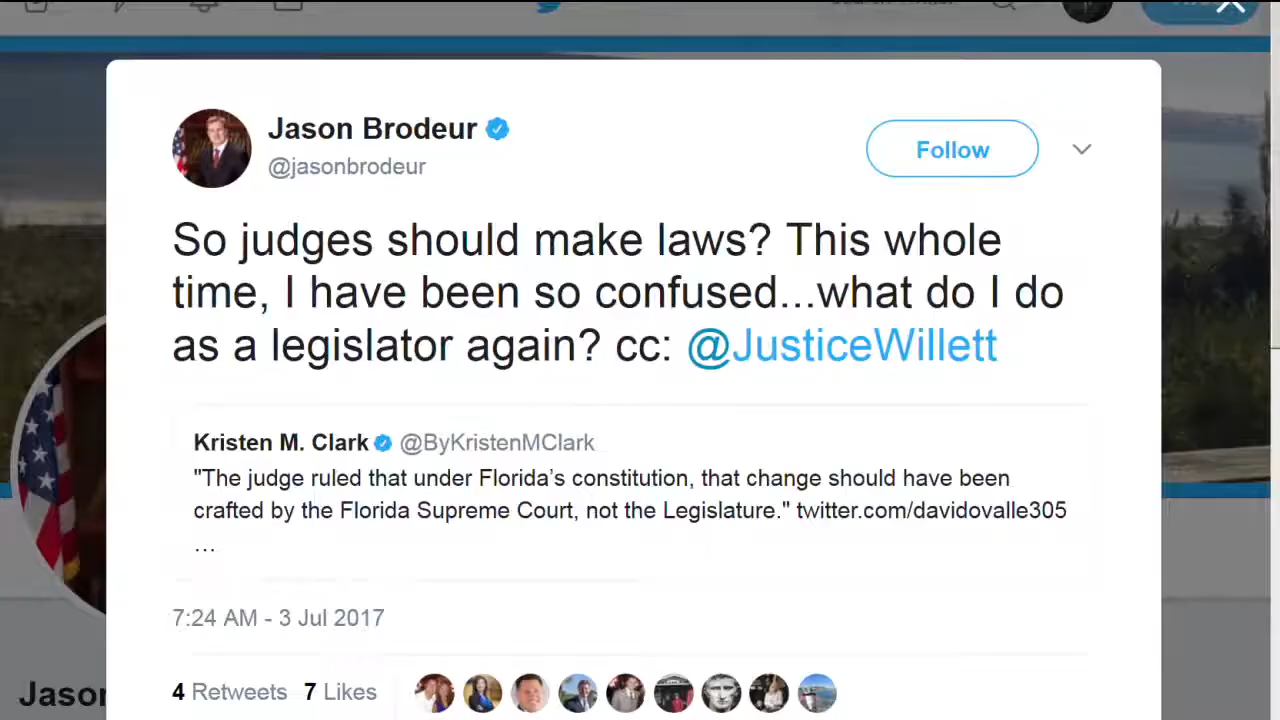 Jason Brodeur
@jasonbrodeur
Follow
So judges should make laws? This whole
time, I have been so confused...what do I do
as a legislator again? cc: @JusticeWillett
Kristen M. Clark @ByKristenMClark
"The judge ruled that under Florida’s constitution, that change should have been
crafted by the Florida Supreme Court, not the Legislature." twitter.com/davidovalle305
…
7:24 AM - 3 Jul 2017
4 Retweets 7 Likes
Jason